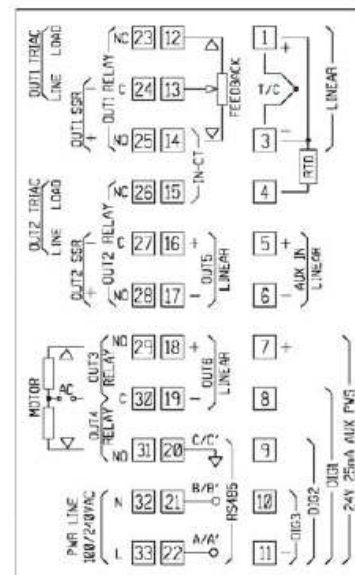 OUT1 TRIAC
LOAD
LINE
OUT1 SSR
- +
OUT1 RELAY
NC 23 12
C 24 13
NO 25 14
FEEDBACK
IN-CT
1 +
T/C
3 -
RTD
4
LINEAR
OUT2 TRIAC
LOAD
LINE
OUT2 SSR
- +
OUT2 RELAY
NC 26 15
C 27 16 +
NO 28 17 -
OUT5
LINEAR
5 +
6 -
AUX IN
LINEAR
MOTOR
AC
OUT3
RELAY
OUT4
RELAY
NO 29 18 +
C 30 19 -
NO 31 20 C/C'
OUT6
LINEAR
7 +
8
9
PWR LINE
100/240VAC
N 32 21 B/B'
L 33 22 A/A'
RS485
10
11 -
DIG3
DIG2
DIG1
24V 25mA AUX PWS